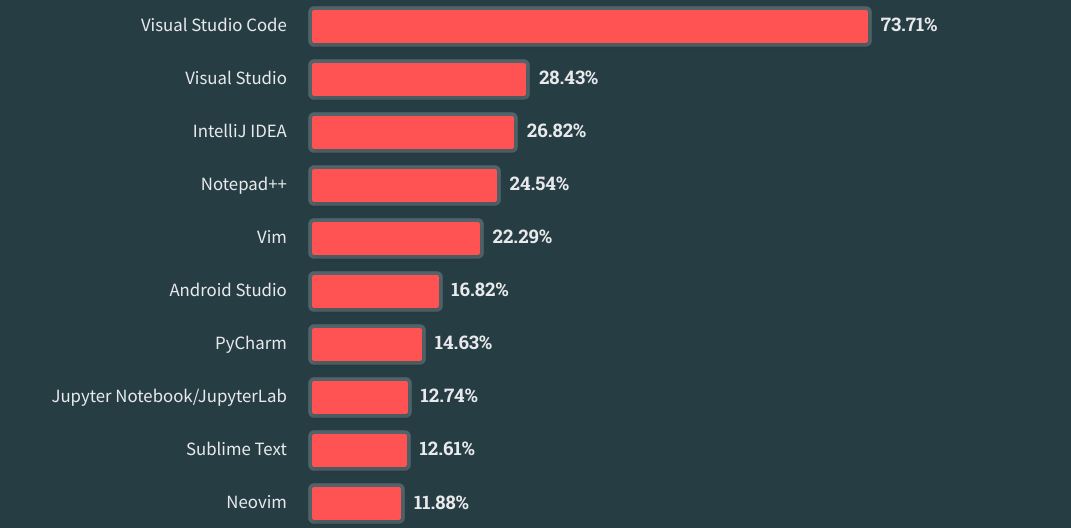 Visual Studio Code 73.71%
Visual Studio 28.43%
IntelliJ IDEA 26.82%
Notepad++ 24.54%
Vim 22.29%
Android Studio 16.82%
PyCharm 14.63%
Jupyter Notebook/JupyterLab 12.74%
Sublime Text 12.61%
Neovim 11.88%